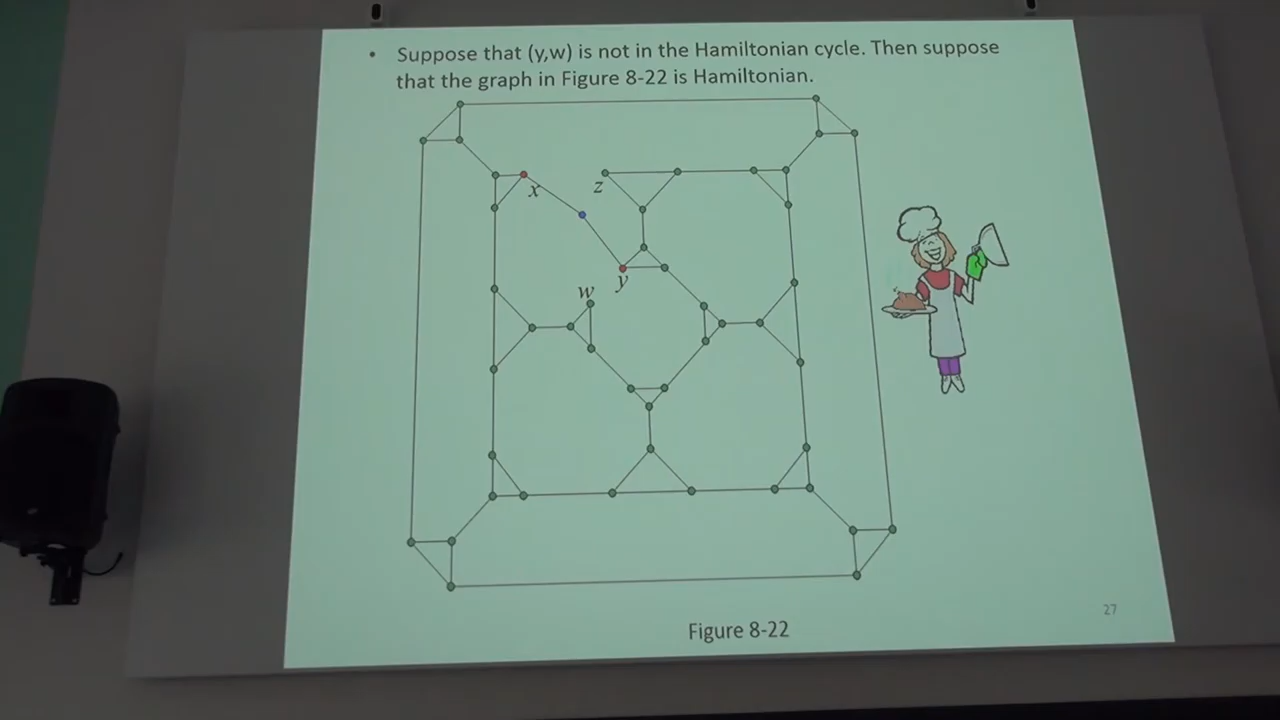 • Suppose that (y,w) is not in the Hamiltonian cycle. Then suppose
that the graph in Figure 8-22 is Hamiltonian.
x
z
y
w
Figure 8-22
27